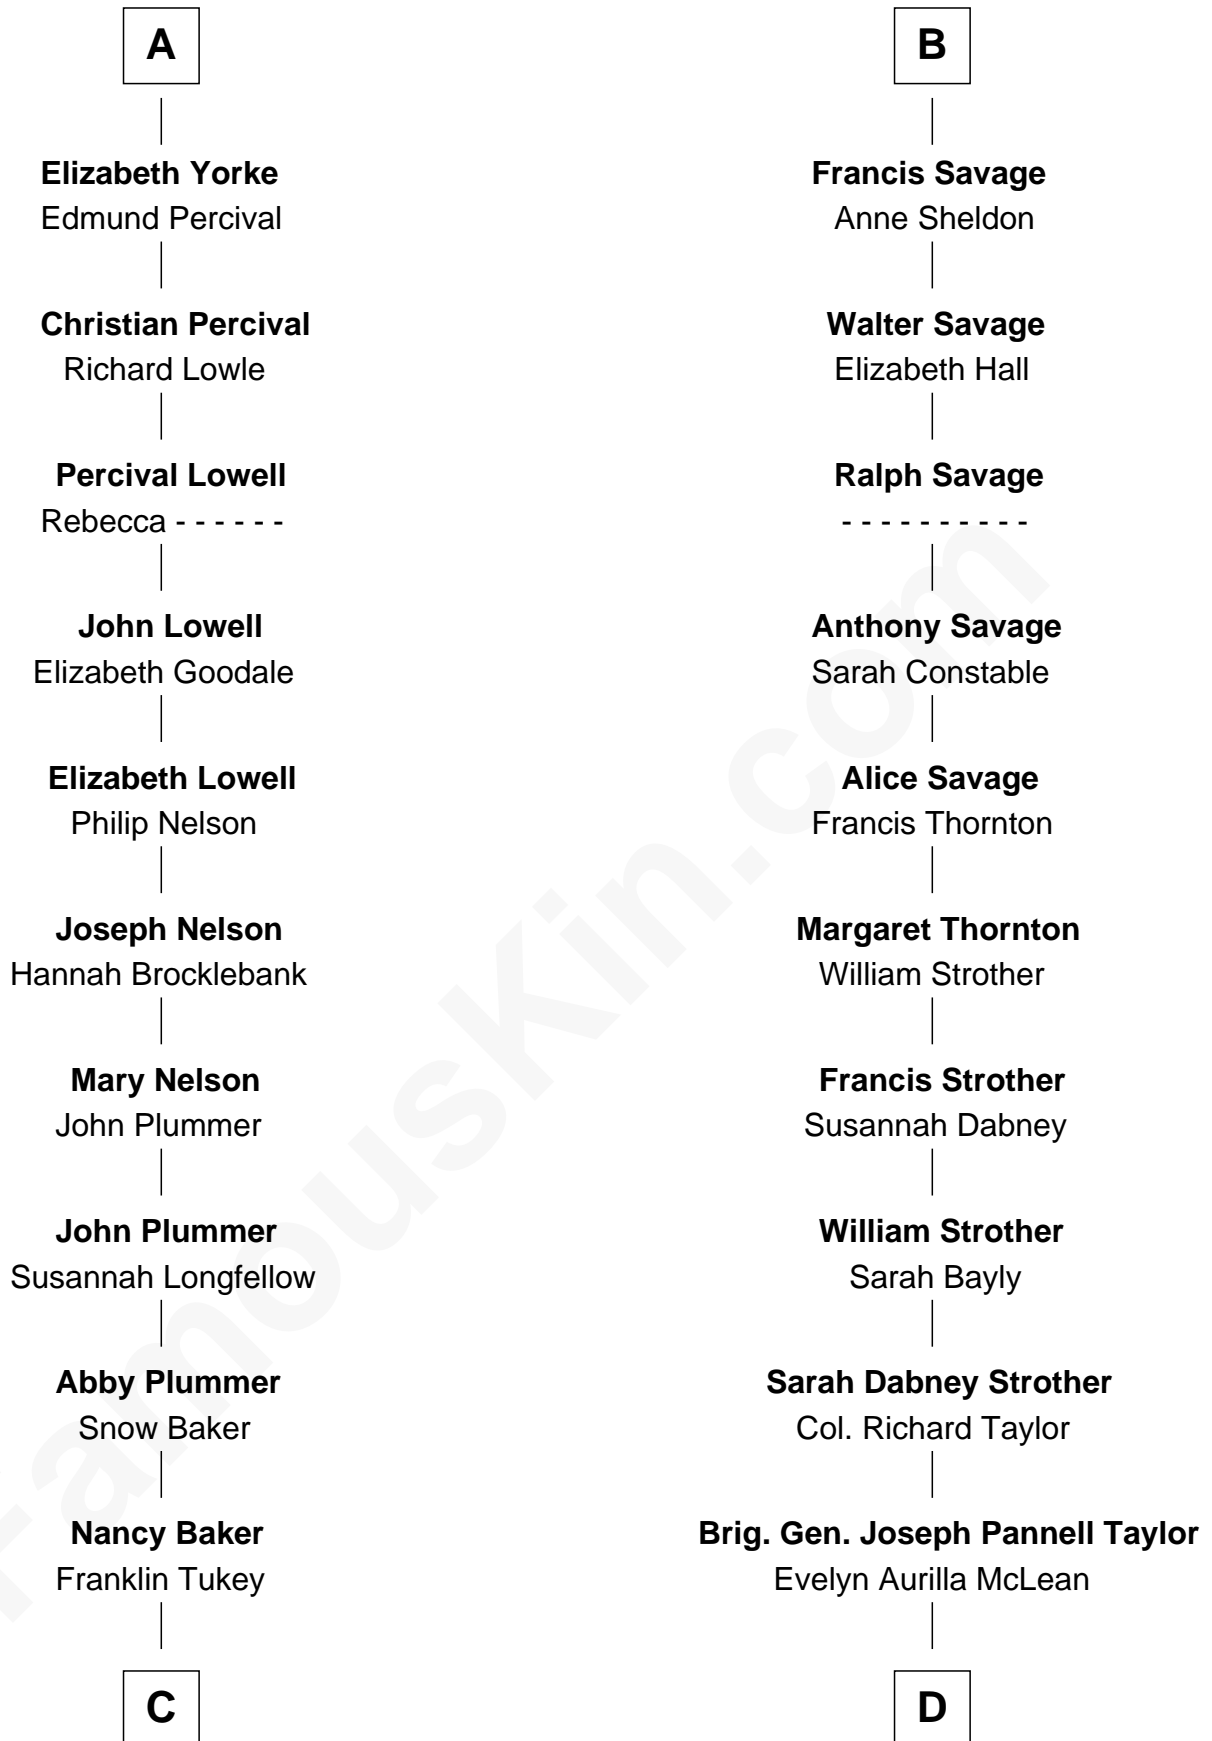 A
Elizabeth Yorke
Edmund Percival
Christian Percival
Richard Lowle
Percival Lowell
Rebecca - - - - - -
John Lowell
Elizabeth Goodale
Elizabeth Lowell
Philip Nelson
Joseph Nelson
Hannah Brocklebank
Mary Nelson
John Plummer
John Plummer
Susannah Longfellow
Abby Plummer
Snow Baker
Nancy Baker
Franklin Tukey
C
B
Francis Savage
Anne Sheldon
Walter Savage
Elizabeth Hall
Ralph Savage
- - - - - - - - - -
Anthony Savage
Sarah Constable
Alice Savage
Francis Thornton
Margaret Thornton
William Strother
Francis Strother
Susannah Dabney
William Strother
Sarah Bayly
Sarah Dabney Strother
Col. Richard Taylor
Brig. Gen. Joseph Pannell Taylor
Evelyn Aurilla McLean
D
FamousKin.com